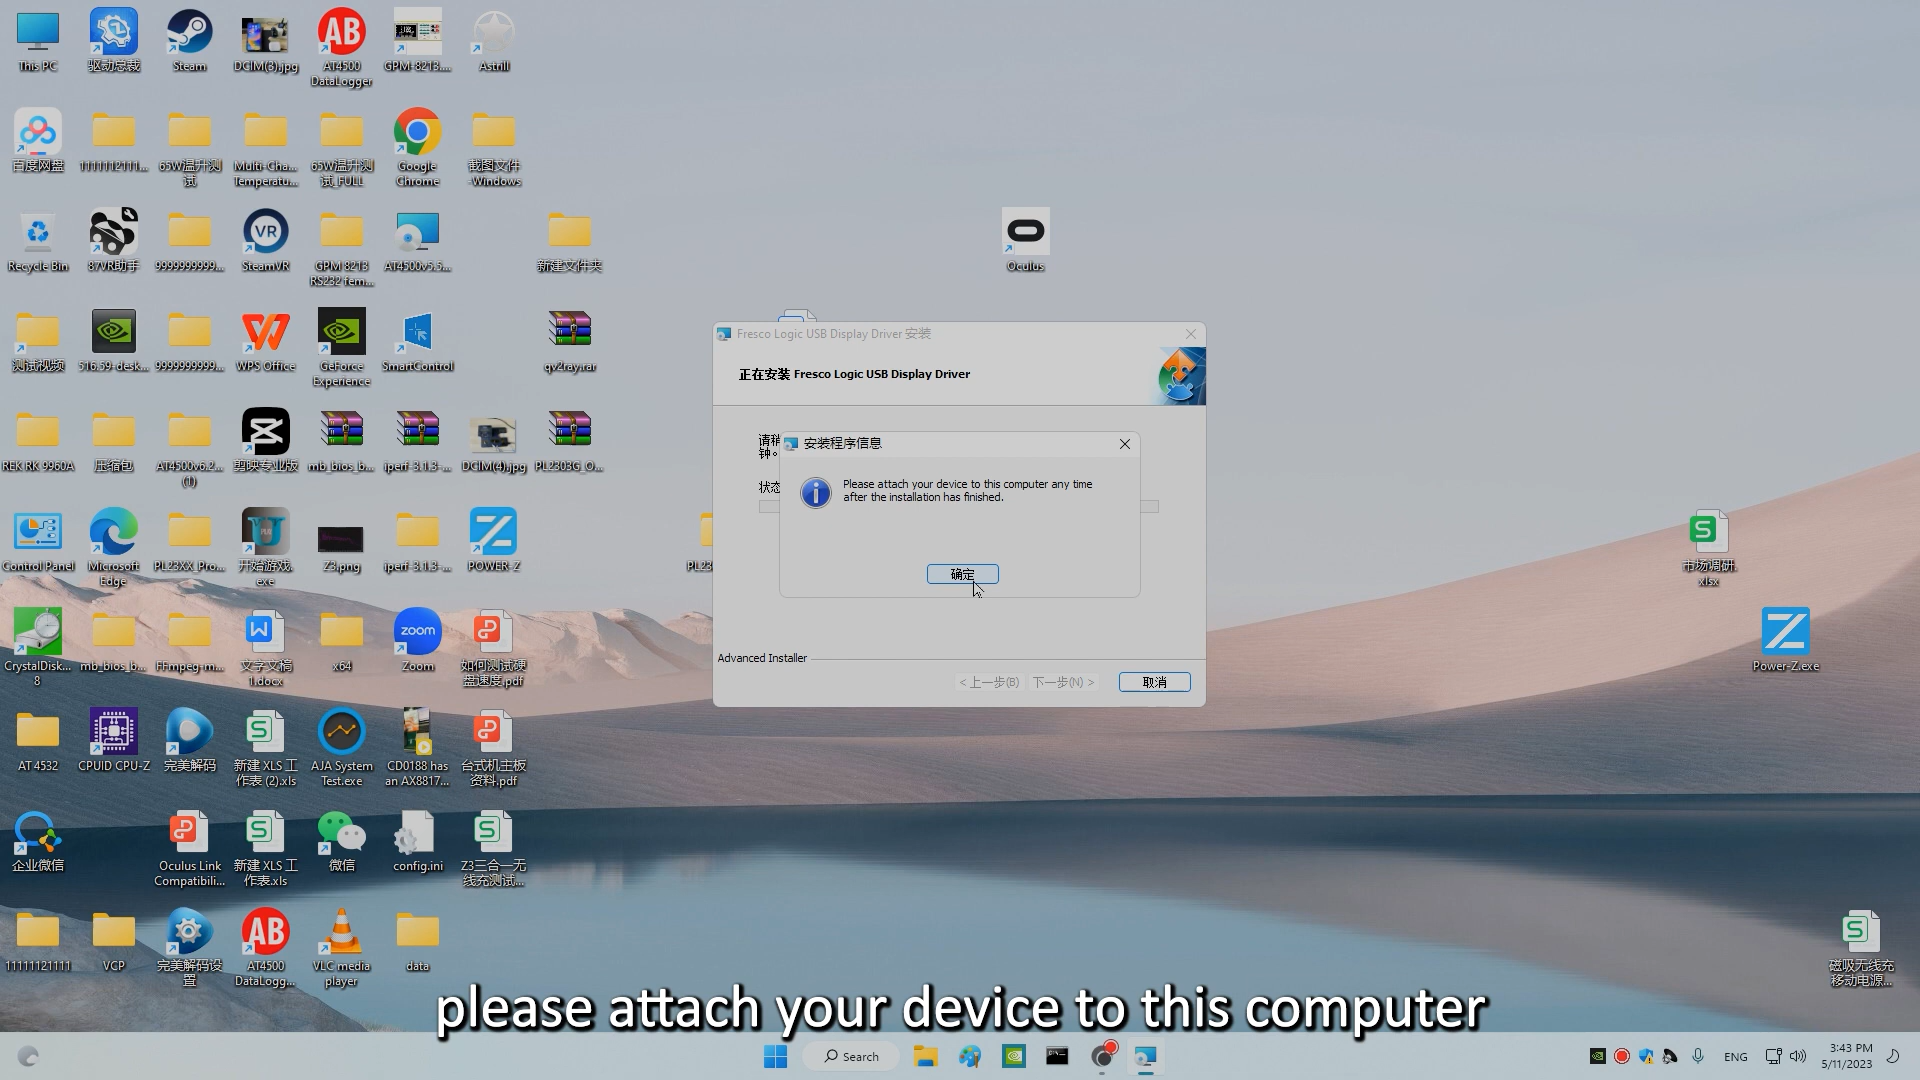 This PC
驱动总裁
Steam
DCIM(3).jpg
AT4500
DataLogger
GPM-8213....
Astrill
百度网盘
1111112111...
65W温升测
试
Multi-Cha...
Temperatu...
65W温升测
试_FULL
Google
Chrome
截图文件
-Windows
Recycle Bin
87VR助手
9999999999...
VR
SteamVR
GPM 8213
RS232 fem...
AT4500v5.5...
新建文件夹
Oculus
测试视频
516.59-desk...
9999999999...
WPS Office
GeForce
Experience
SmartControl
qv2ray.rar
REK RK 9960A
压缩包
AT4500v6.2...
(1)
剪映专业版
mb_bios_b...
iperf-3.1.3-...
DCIM(4).jpg
PL2303G_O...
Control Panel
Microsoft
Edge
PL23XX_Pro...
开始游戏.
exe
Z3.png
iperf-3.1.3-...
POWER-Z
PL23
CrystalDisk...
8
mb_bios_b...
FFmpeg-m...
文字文稿
1.docx
x64
zoom
Zoom
如何测试硬
盘速度.pdf
AT 4532
CPUID CPU-Z
完美解码
新建 XLS 工
作表 (2).xls
AJA System
Test.exe
CD0188 has
an AX8817...
台式机主板
资料.pdf
企业微信
Oculus Link
Compatibili...
新建 XLS 工
作表.xls
微信
config.ini
Z3三合一无
线充测试...
11111121111
VCP
完美解码设
置
AB
AT4500
DataLogg...
VLC media
player
data
市场调研.
xlsx
Power-Z.exe
磁吸无线充
移动电源...
Fresco Logic USB Display Driver 安装
正在安装 Fresco Logic USB Display Driver
请稍
钟。
状态
安装程序信息
Please attach your device to this computer any time
after the installation has finished.
确定
Advanced Installer
< 上一步(B)
下一步(N) >
取消
please attach your device to this computer
Search
ENG
3:43 PM
5/11/2023